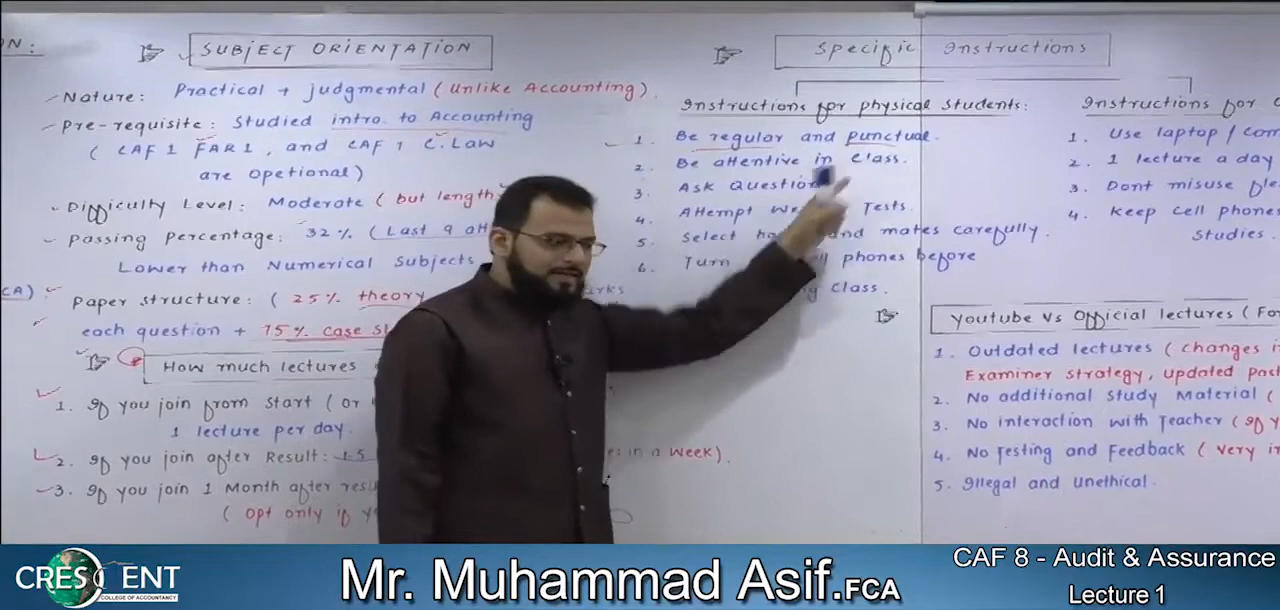 ON:
SUBJECT ORIENTATION
Nature: Practical + judgmental (Unlike Accounting).
Pre-requisite: Studied intro. to Accounting
( CAF 1 FAR 1, and CAF 7 C. Law
are Opetional)
Difficulty Level: Moderate ( but length
Passing Percentage: 32 % ( Last 9 att
Lower than Numerical Subjects
CA)
Paper structure: ( 25% theory
each question + 75% case st
How much lectures
1. If you join from Start ( or
1 lecture per day.
2. If you join after Result: 1.5
in a week).
3. If you join 1 Month after resu
( opt only if y
Specific Instructions
Instructions for physical students:
1. Be regular and punctual.
2. Be attentive in Class.
3. Ask Question
4. Attempt We Tests.
5. Select and mates carefully.
6. Turn phones before
Class.
Instructions for
1. Use laptop / Com
2. 1 lecture a day
3. Dont misuse
4. Keep Cell phone
Studies.
Youtube Vs Official lectures ( Fo
1. Outdated lectures ( changes i
Examiner strategy, updated past
2. No additional study Material (
3. No interaction with Teacher ( If y
4. No Testing and Feedback ( Very i
5. Illegal and unethical.
CRESCENT
COLLEGE OF ACCOUNTANCY
Mr. Muhammad Asif.FCA
CAF 8 - Audit & Assurance
Lecture 1